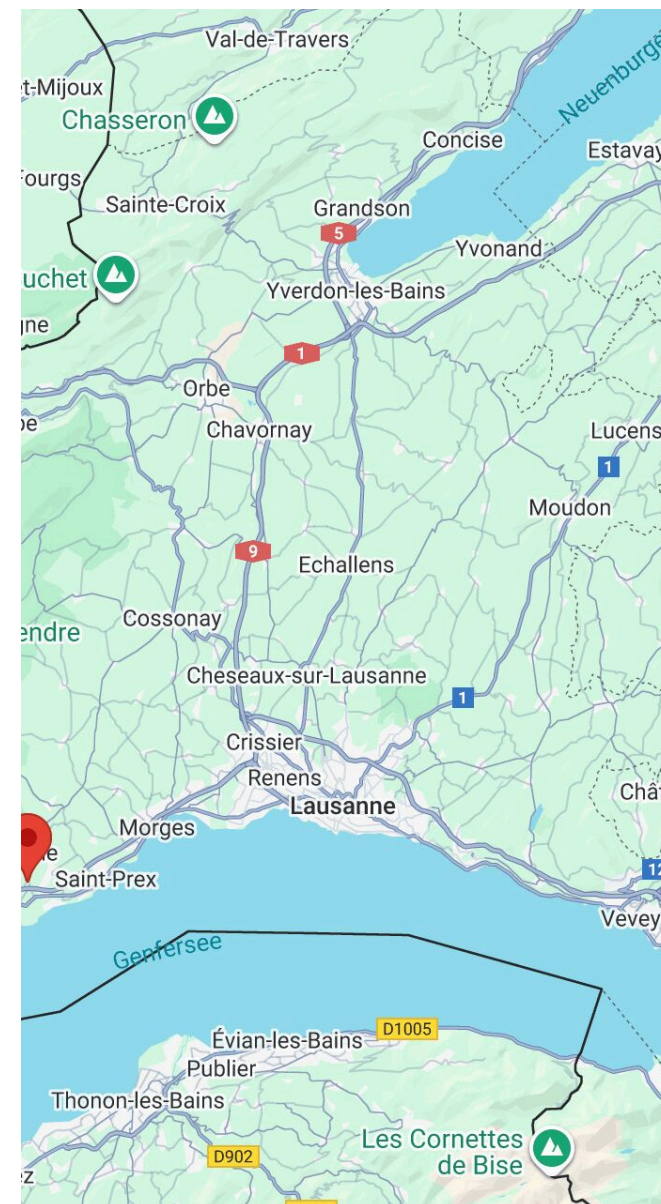 Val-de-Travers
et-Mijoux
Chasseron
Neuenburge
Concise
Estavay
Fourgs
Sainte-Croix
Grandson
5
Yvonand
uchet
Yverdon-les-Bains
gne
1
Orbe
Chavornay
Lucens
1
Moudon
9
Echallens
Cossonay
endre
Cheseaux-sur-Lausanne
1
Crissier
Renens
Lausanne
Chât
Morges
Saint-Prex
12
Vevey
Genfersee
D1005
Évian-les-Bains
Publier
Thonon-les-Bains
D902
Les Cornettes
de Bise
ez